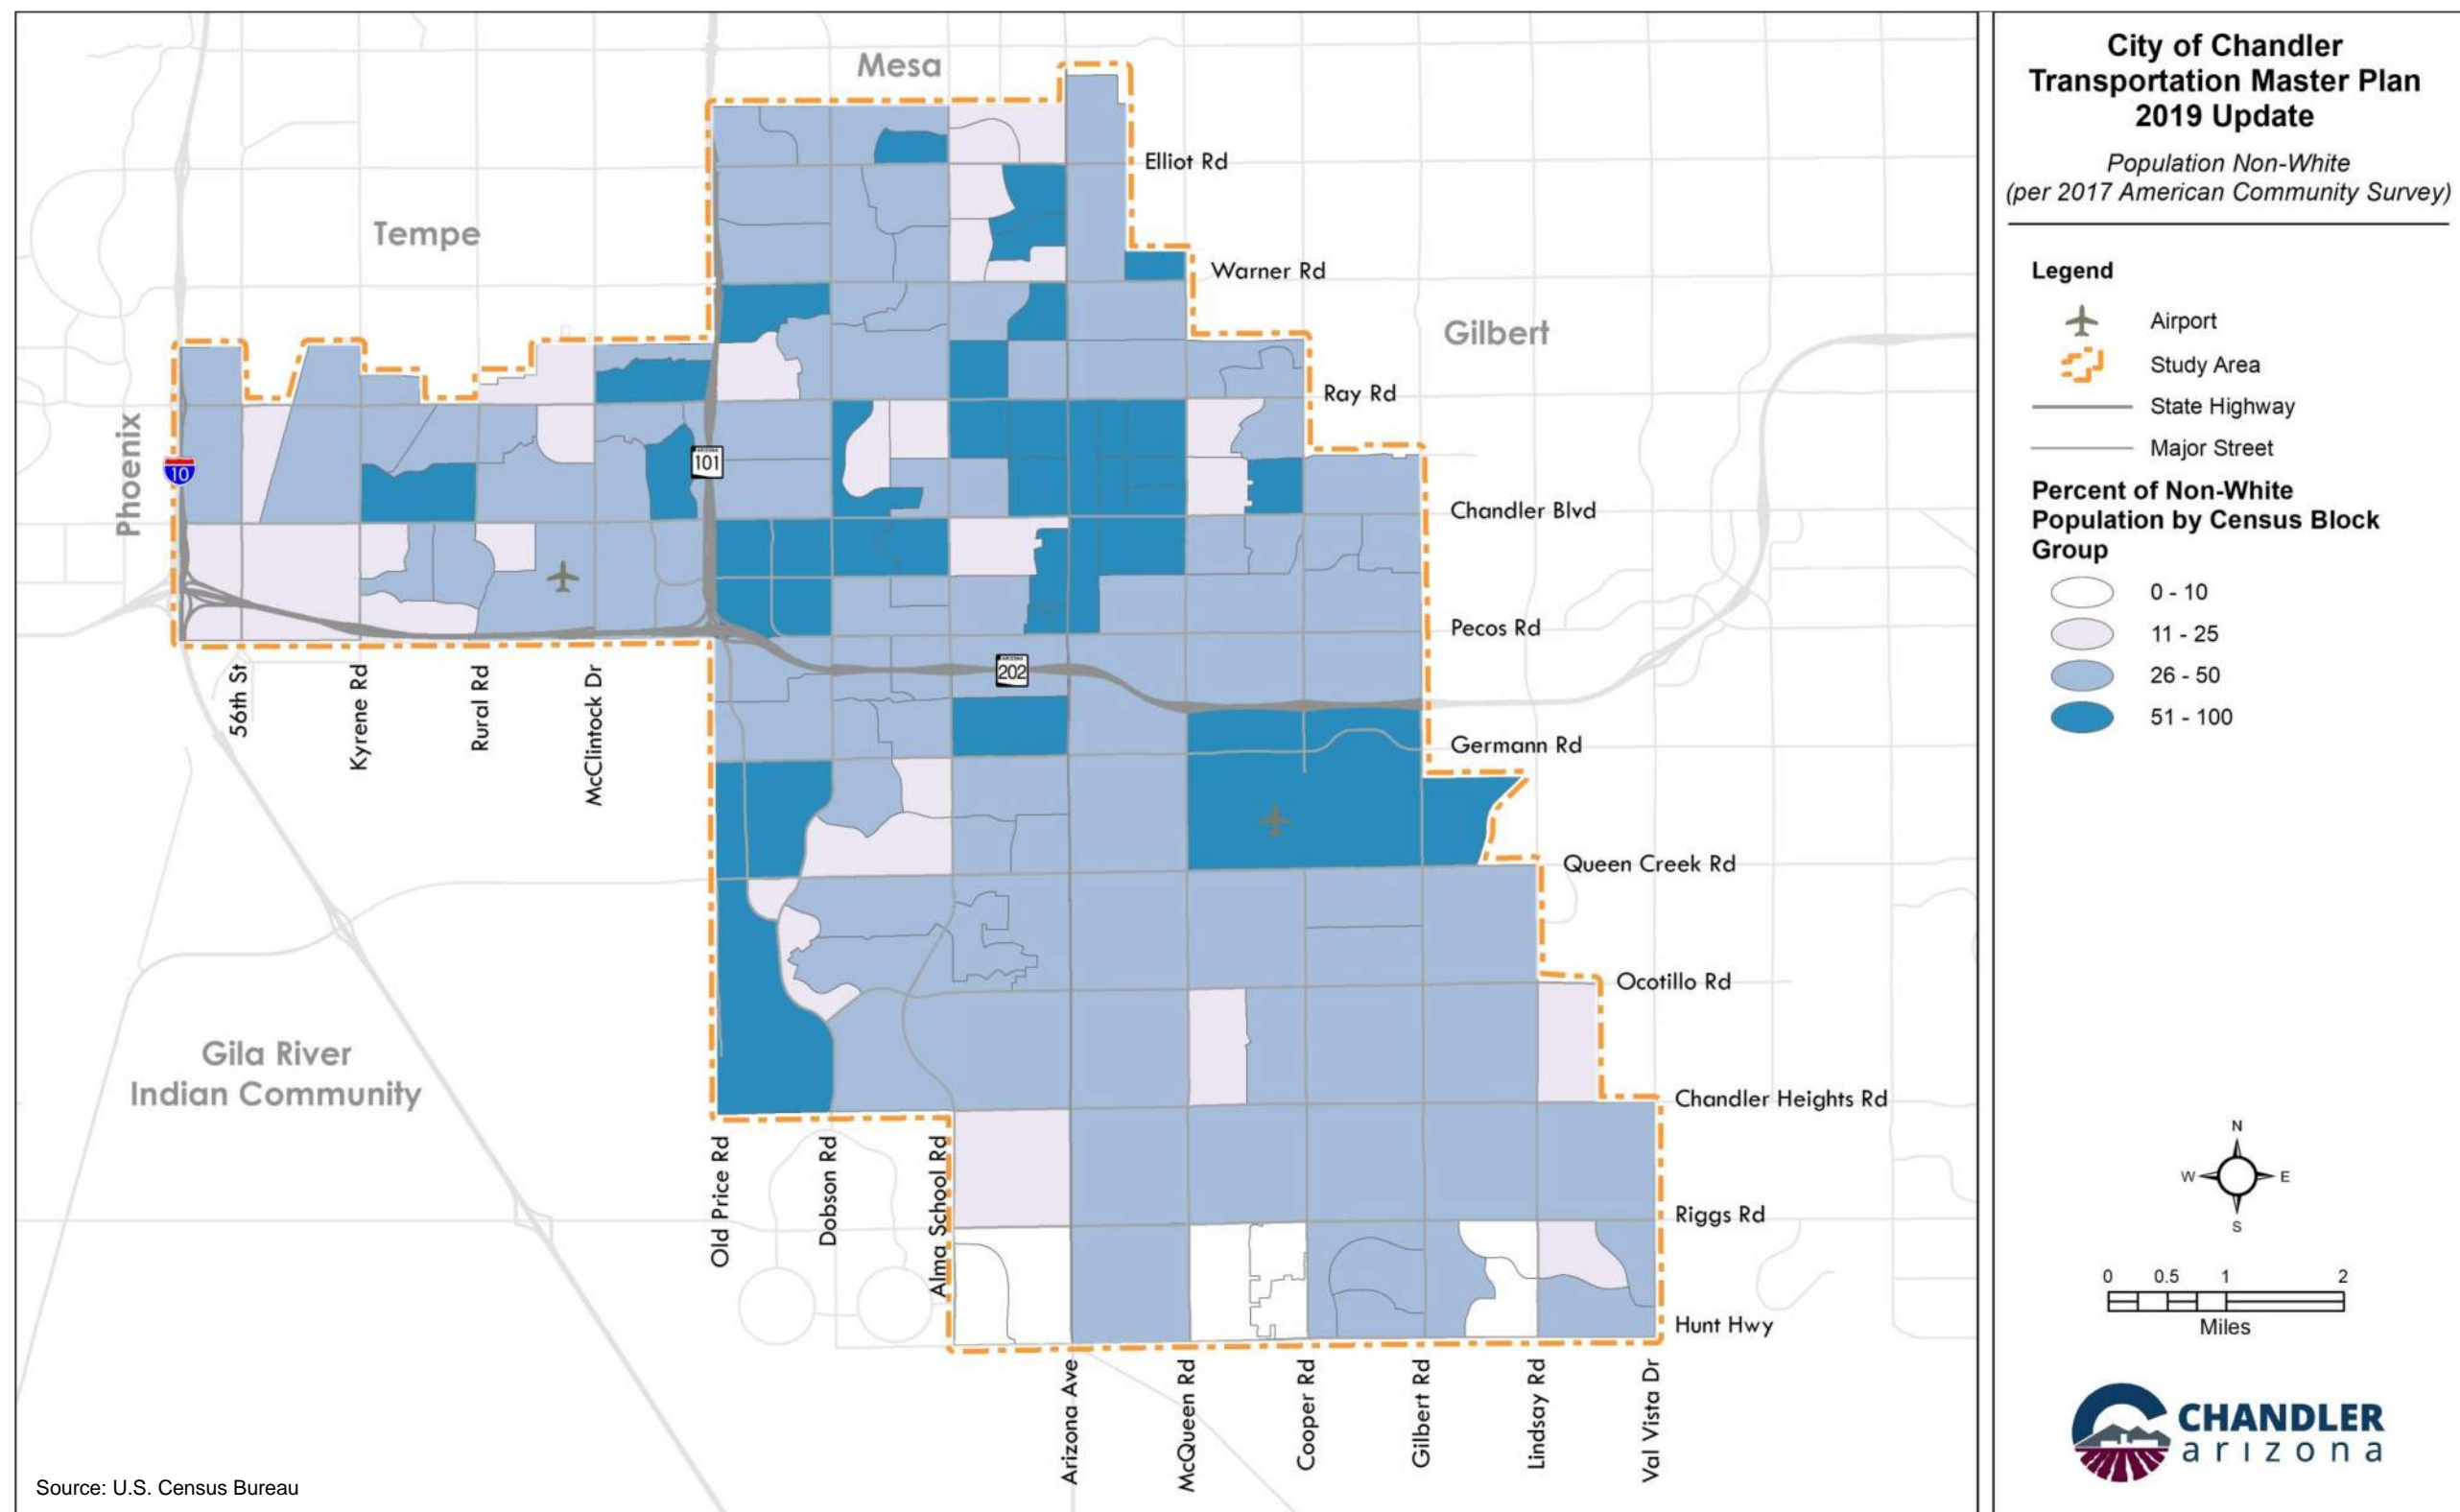 City of Chandler
Transportation Master Plan
2019 Update
Population Non-White
(per 2017 American Community Survey)
Legend
Airport
Study Area
State Highway
Major Street
Percent of Non-White
Population by Census Block
Group
0 - 10
11 - 25
26 - 50
51 - 100
N
W
E
S
0
0.5
1
2
Miles
CHANDLER
arizona
Mesa
Tempe
Gilbert
Phoenix
Gila River
Indian Community
Elliot Rd
Warner Rd
Ray Rd
Chandler Blvd
Pecos Rd
Germann Rd
Queen Creek Rd
Ocotillo Rd
Chandler Heights Rd
Riggs Rd
Hunt Hwy
10
ARIZONA
101
ARIZONA
202
56th St
Kyrene Rd
Rural Rd
McClintock Dr
Old Price Rd
Dobson Rd
Alma School Rd
Arizona Ave
McQueen Rd
Cooper Rd
Gilbert Rd
Lindsay Rd
Val Vista Dr
Source: U.S. Census Bureau